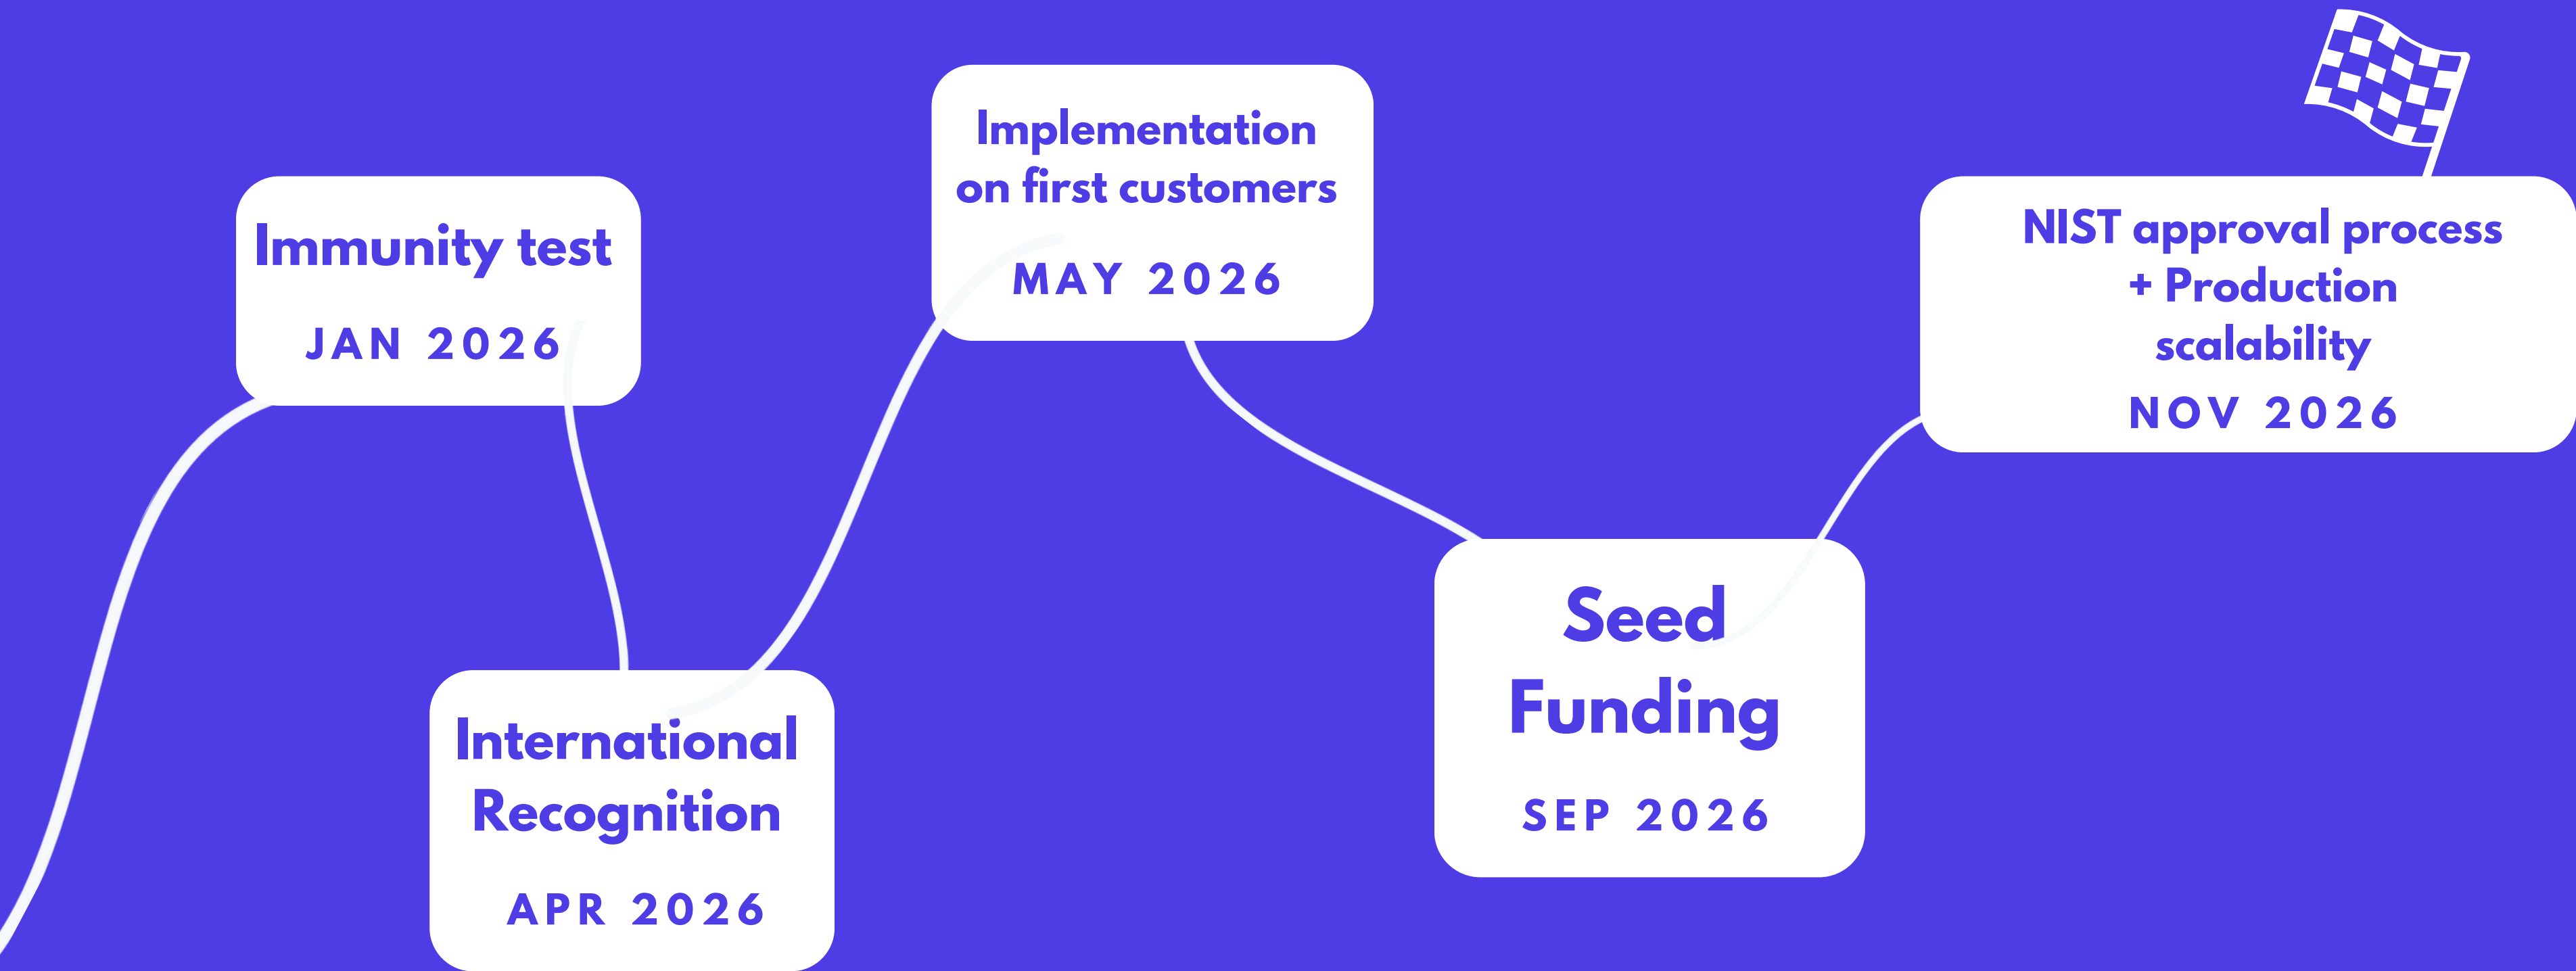 Immunity test
JAN 2026
International
Recognition
APR 2026
Implementation
on first customers
MAY 2026
Seed
Funding
SEP 2026
NIST approval process
+ Production
scalability
NOV 2026